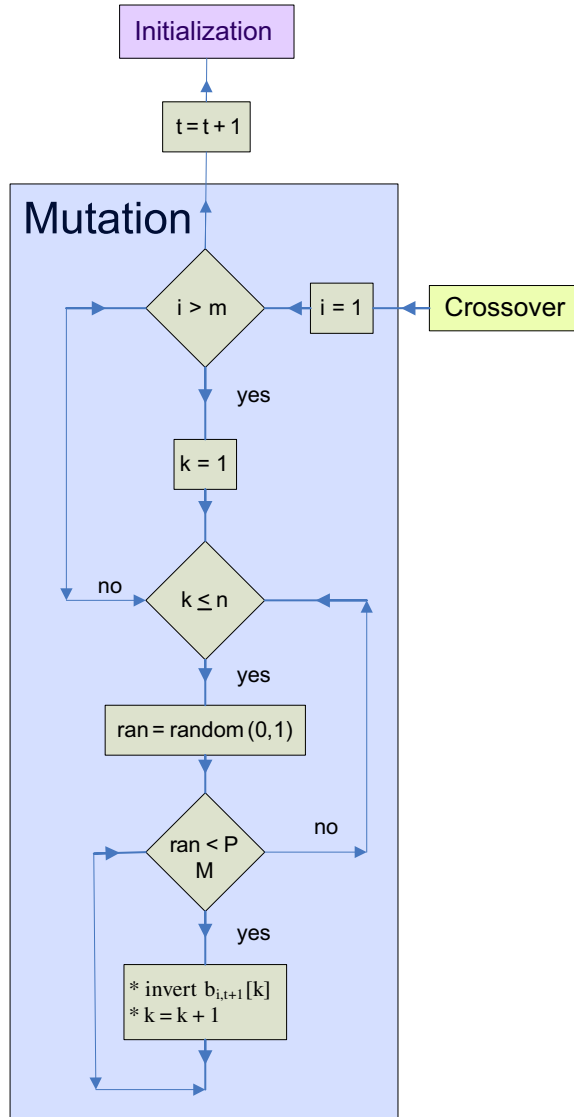 Initialization
t = t + 1
Mutation
i > m
i = 1
Crossover
yes
k = 1
no
k ≤ n
yes
ran = random (0,1)
ran < P
M
no
yes
* invert b_{i,t+1}[k]
* k = k + 1